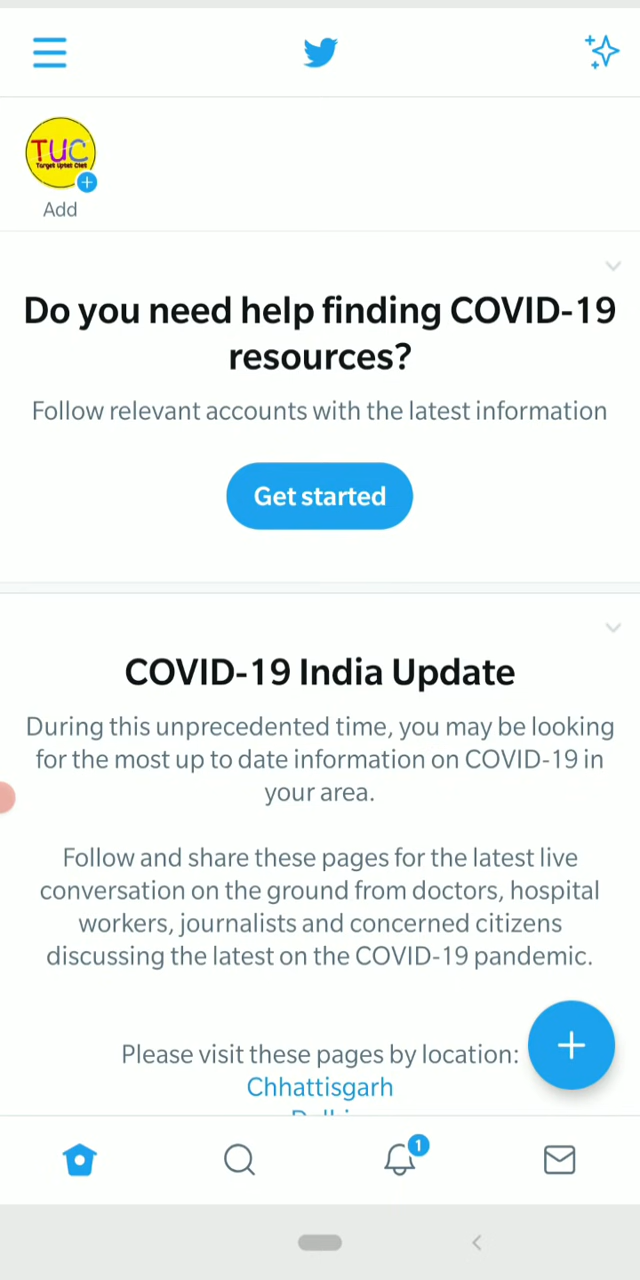 TUC
Target Uptet Ctet
Add
Do you need help finding COVID-19
resources?
Follow relevant accounts with the latest information
Get started
COVID-19 India Update
During this unprecedented time, you may be looking
for the most up to date information on COVID-19 in
your area.
Follow and share these pages for the latest live
conversation on the ground from doctors, hospital
workers, journalists and concerned citizens
discussing the latest on the COVID-19 pandemic.
Please visit these pages by location:
Chhattisgarh
1